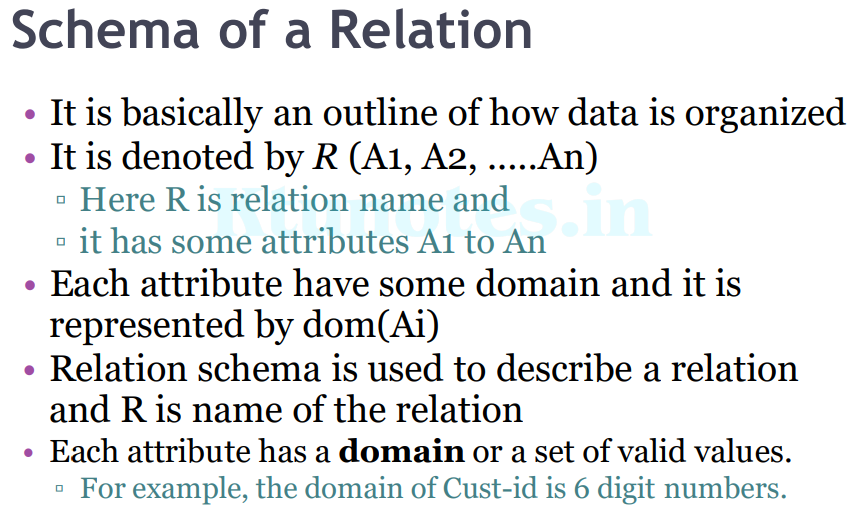 Schema of a Relation
• It is basically an outline of how data is organized
• It is denoted by R (A1, A2, .....An)
▫ Here R is relation name and
▫ it has some attributes A1 to An
• Each attribute have some domain and it is
represented by dom(Ai)
• Relation schema is used to describe a relation
and R is name of the relation
• Each attribute has a domain or a set of valid values.
▫ For example, the domain of Cust-id is 6 digit numbers.
Ktunotes.in